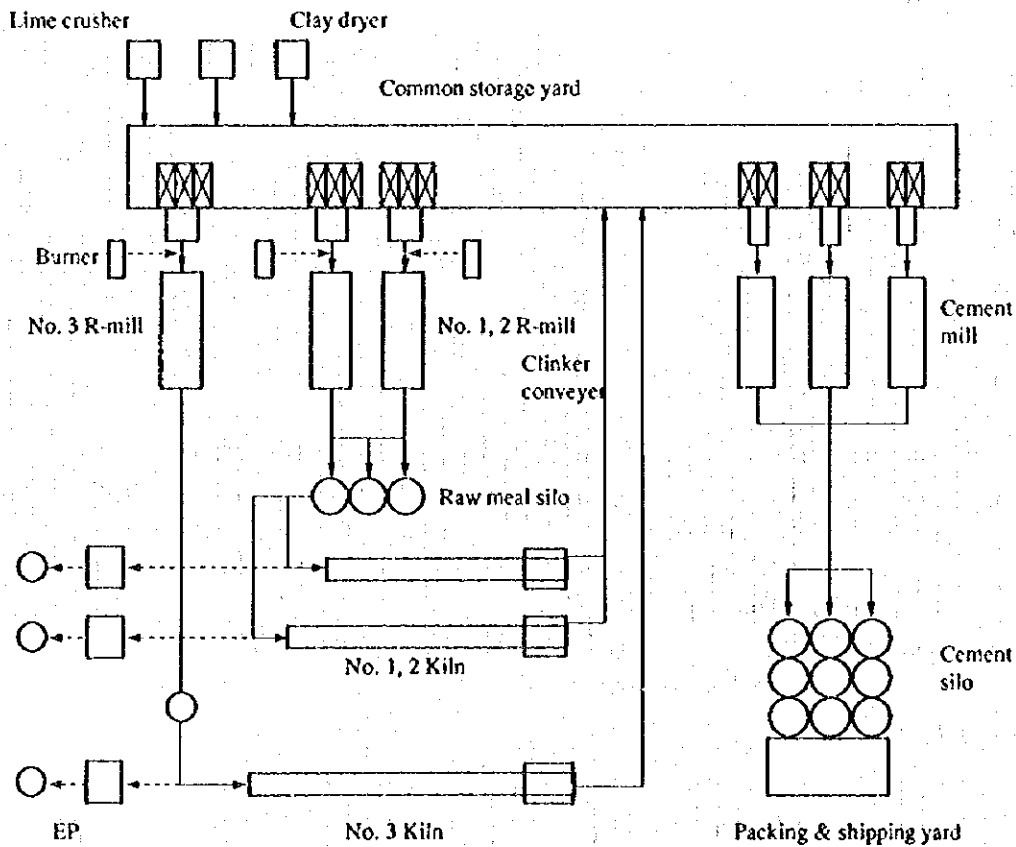 Lime crusher
Clay dryer
Common storage yard
Burner
No. 3 R-mill
No. 1, 2 R-mill
Cement
mill
Clinker
conveyer
Raw meal silo
No. 1, 2 Kiln
Cement
silo
EP
No. 3 Kiln
Packing & shipping yard